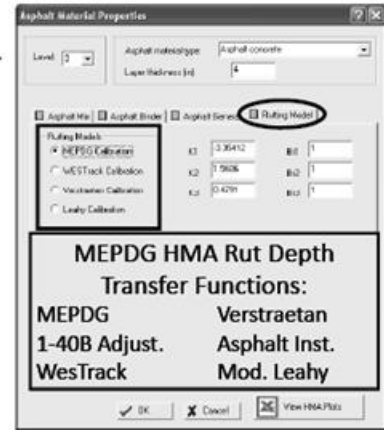 Asphalt Material Properties
Level: 3
Asphalt material type: Asphalt concrete
Layer thickness (in) 4
Asphalt Mix Asphalt Binder Asphalt General Rutting Model
Rutting Models
MEPDG Calibration
WESTrack Calibration
Verstraeten Calibration
Leahy Calibration
K1 -3.35412 Br1 1
K2 1.5606 Br2 1
K3 0.4791 Br3 1
MEPDG HMA Rut Depth
Transfer Functions:
MEPDG Verstraetan
1-40B Adjust. Asphalt Inst.
WesTrack Mod. Leahy
OK Cancel View HMA Plots